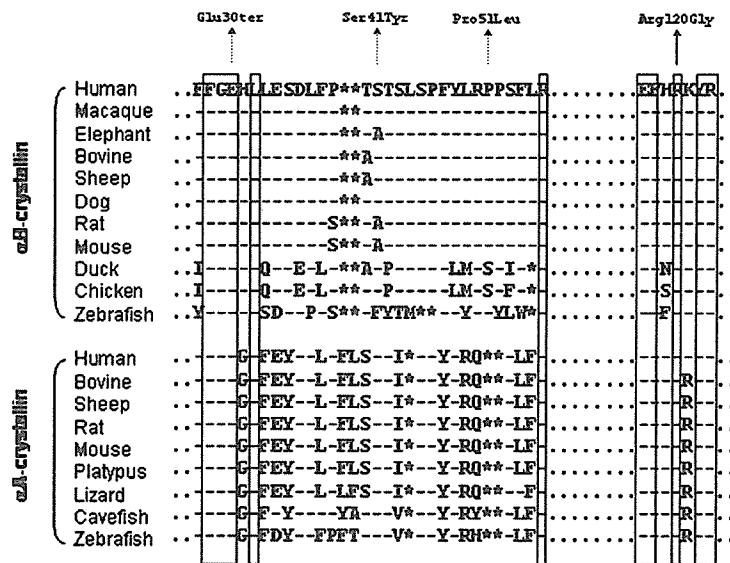 Glu30ter Ser41Tyr Pro51Leu Arg120Gly
Human ..FFGEHLLESDLFP**TSTSLSPFYLRPPSFLR........EFHRKYR.
Macaque ..-------------**-----------------........-------.
Elephant ..-------------**-A---------------........-------.
Bovine ..-------------**A----------------........-------.
Sheep ..-------------**A----------------........-------.
Dog ..-------------**-----------------........-------.
Rat ..------------S**-A---------------........-------.
Mouse ..------------S**-A---------------........-------.
Duck ..I-----Q--E-L-**A-P-----LM-S-I-*-........--N----.
Chicken ..I-----Q--E-L-**--P-----LM-S-F-*-........--S----.
Zebrafish ..Y-----SD--P-S**-FYTM**--Y--YLW*-........--F----.
αB-crystallin
Human ..----G-FEY--L-FLS--I*--Y-RQ**-LF-........-------.
Bovine ..----G-FEY--L-FLS--I*--Y-RQ**-LF-........----R--.
Sheep ..----G-FEY--L-FLS--I*--Y-RQ**-LF-........----R--.
Rat ..----G-FEY--L-FLS--I*--Y-RQ**-LF-........----R--.
Mouse ..----G-FEY--L-FLS--I*--Y-RQ**-LF-........----R--.
Platypus ..----G-FEY--L-FLS--I*--Y-RQ**-LF-........----R--.
Lizard ..----G-FEY--L-LFS--I*--Y-RQ**--F-........----R--.
Cavefish ..----G-F-Y----YA---V*--Y-RY**-LF-........----R--.
Zebrafish ..----G-FDY--FPFT---V*--Y-RH**-LF-........----R--.
αA-crystallin